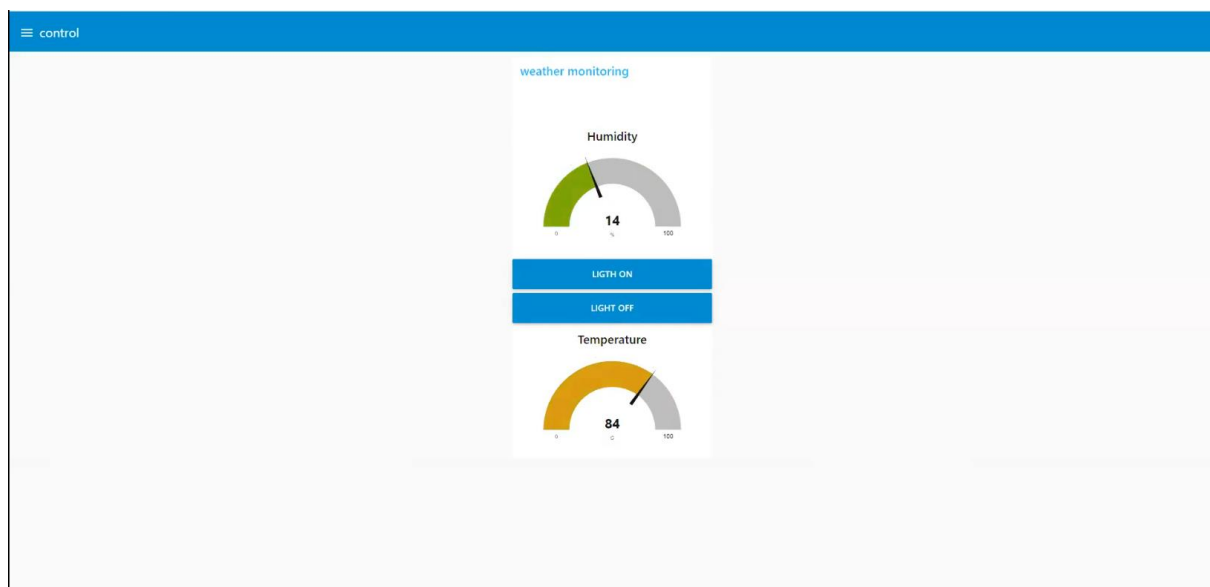 control
weather monitoring
Humidity
14
0 % 100
LIGTH ON
LIGHT OFF
Temperature
84
0 C 100